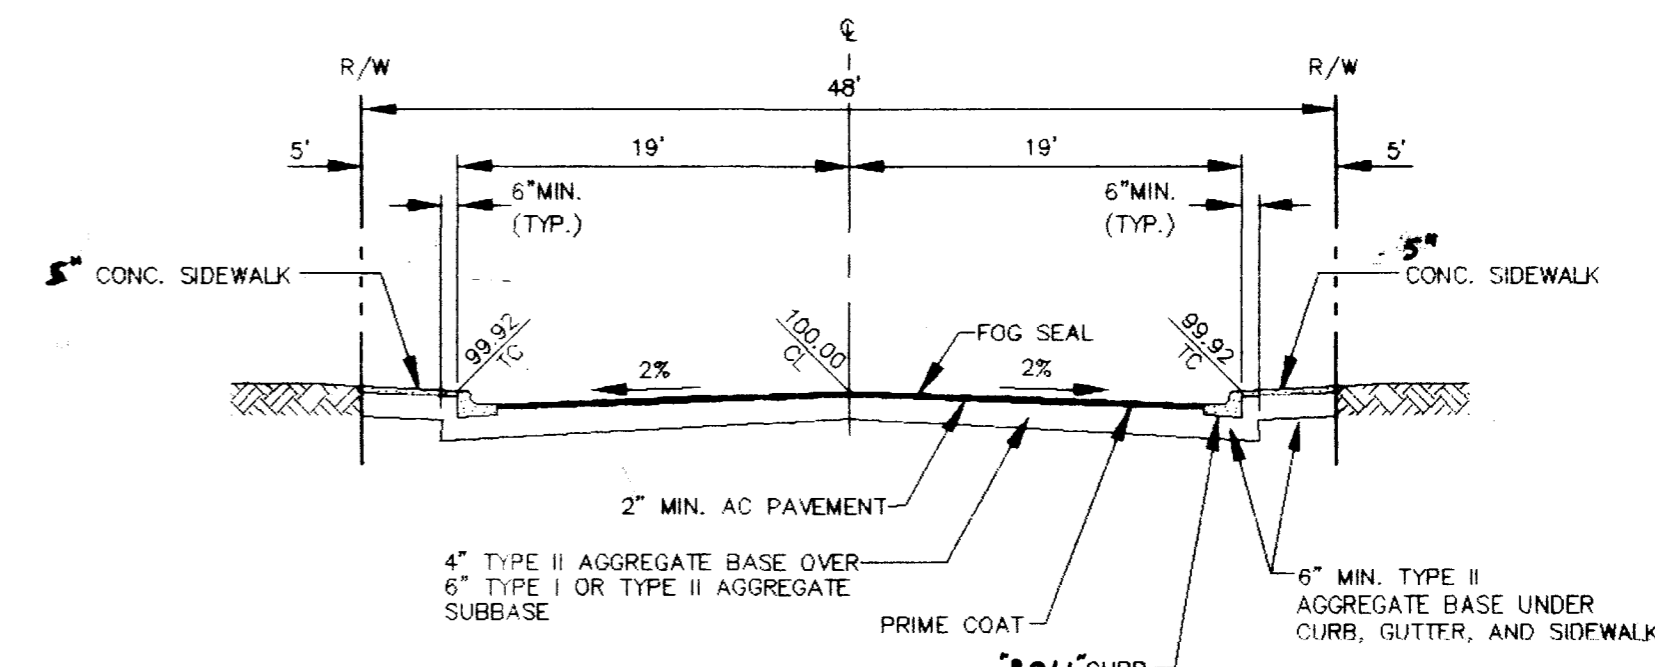 ℄
R/W
R/W
48'
5'
19'
19'
5'
6"MIN.
(TYP.)
6"MIN.
(TYP.)
5" CONC. SIDEWALK
5"
CONC. SIDEWALK
99.92
TC
100.00
CL
99.92
TC
FOG SEAL
2%
2%
2" MIN. AC PAVEMENT
4" TYPE II AGGREGATE BASE OVER
6" TYPE I OR TYPE II AGGREGATE
SUBBASE
PRIME COAT
6" MIN. TYPE II
AGGREGATE BASE UNDER
CURB, GUTTER, AND SIDEWALK
CURB